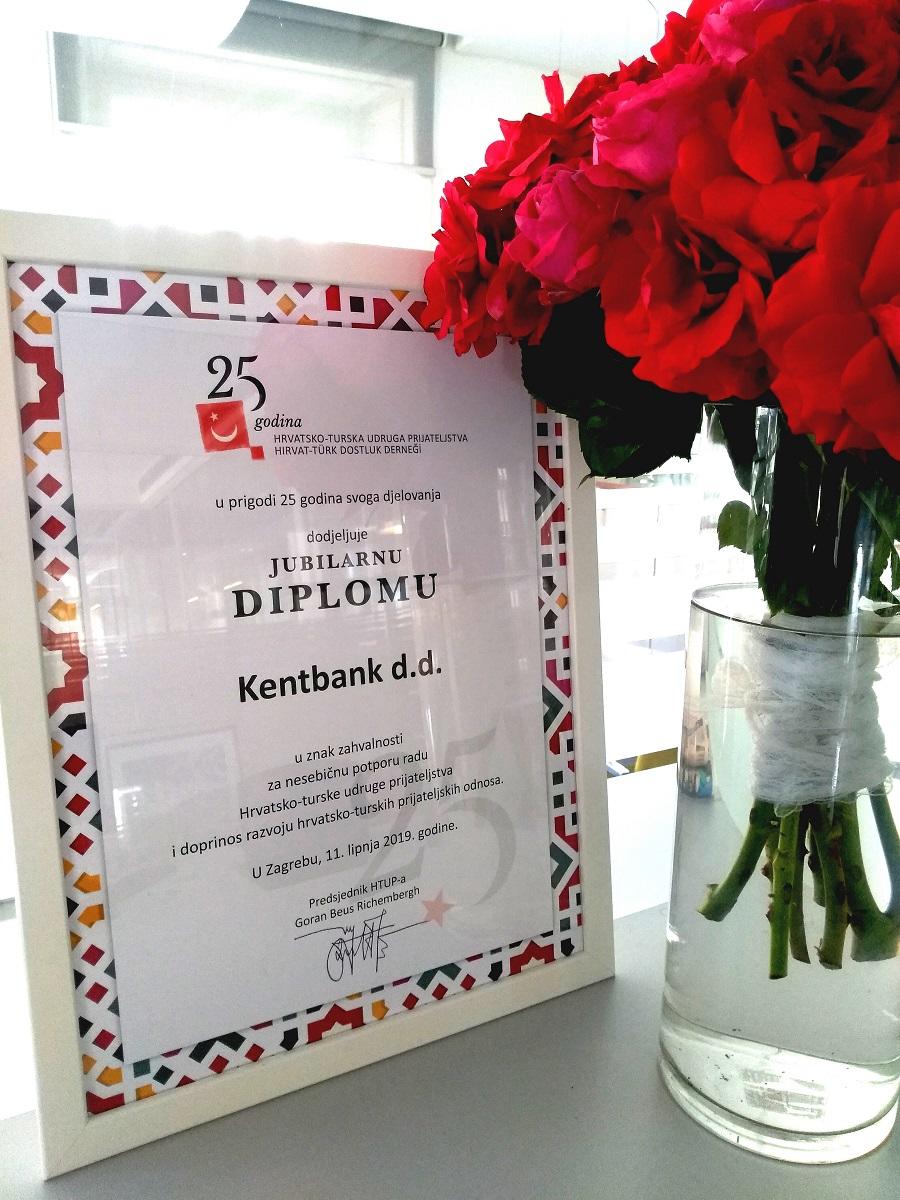 25
godina
HRVATSKO-TURSKA UDRUGA PRIJATELJSTVA
HIRVAT-TÜRK DOSTLUK DERNEĞI
u prigodi 25 godina svoga djelovanja
dodjeljuje
JUBILARNU
DIPLOMU
Kentbank d.d.
u znak zahvalnosti
za nesebičnu potporu radu
Hrvatsko-turske udruge prijateljstva
i doprinos razvoju hrvatsko-turskih prijateljskih odnosa.
U Zagrebu, 11. lipnja 2019. godine.
Predsjednik HTUP-a
Goran Beus Richembergh
25